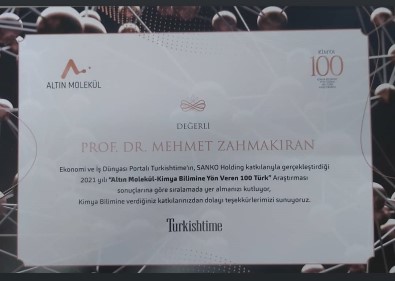 ALTIN MOLEKÜL
100
DEĞERLİ
PROF. DR. MEHMET ZAHMAKIRAN
Ekonomi ve İş Dünyası Portalı Turkishtime'ın, SANKO Holding katkılarıyla gerçekleştirdiği
2021 yılı "Altın Molekül-Kimya Bilimine Yön Veren 100 Türk" Araştırması
sonuçlarına göre sıralamada yer almanızı kutluyor,
Kimya Bilimine verdiğiniz katkılarınızdan dolayı teşekkürlerimizi sunuyoruz.
Turkishtime